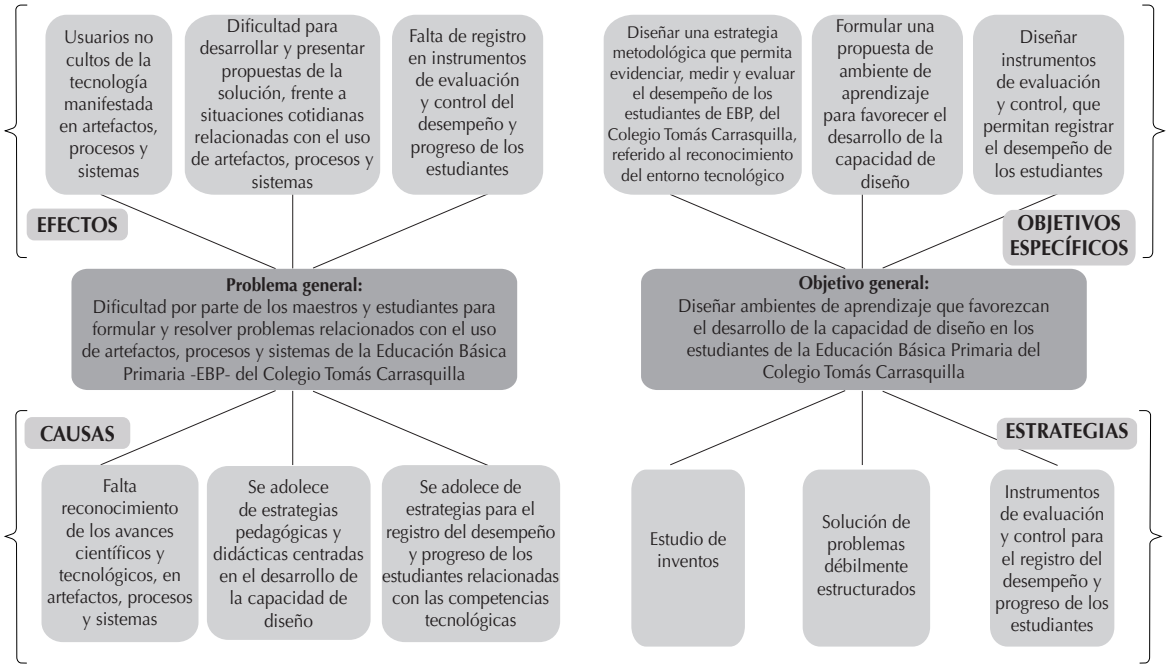 Usuarios no
cultos de la
tecnología
manifestada
en artefactos,
procesos y
sistemas
Dificultad para
desarrollar y presentar
propuestas de la
solución, frente a
situaciones cotidianas
relacionadas con el uso
de artefactos, procesos y
sistemas
Falta de registro
en instrumentos
de evaluación
y control del
desempeño y
progreso de los
estudiantes
EFECTOS
Problema general:
Dificultad por parte de los maestros y estudiantes para
formular y resolver problemas relacionados con el uso
de artefactos, procesos y sistemas de la Educación Básica
Primaria -EBP- del Colegio Tomás Carrasquilla
CAUSAS
Falta
reconocimiento
de los avances
científicos y
tecnológicos, en
artefactos, procesos
y sistemas
Se adolece
de estrategias
pedagógicas y
didácticas centradas
en el desarrollo de
la capacidad de
diseño
Se adolece de
estrategias para el
registro del desempeño
y progreso de los
estudiantes relacionadas
con las competencias
tecnológicas
Diseñar una estrategia
metodológica que permita
evidenciar, medir y evaluar
el desempeño de los
estudiantes de EBP, del
Colegio Tomás Carrasquilla,
referido al reconocimiento
del entorno tecnológico
Formular una
propuesta de
ambiente de
aprendizaje
para favorecer el
desarrollo de la
capacidad de
diseño
Diseñar
instrumentos
de evaluación
y control, que
permitan registrar
el desempeño de
los estudiantes
OBJETIVOS
ESPECÍFICOS
Objetivo general:
Diseñar ambientes de aprendizaje que favorezcan
el desarrollo de la capacidad de diseño en los
estudiantes de la Educación Básica Primaria del
Colegio Tomás Carrasquilla
ESTRATEGIAS
Estudio de
inventos
Solución de
problemas
débilmente
estructurados
Instrumentos
de evaluación
y control para
el registro del
desempeño y
progreso de los
estudiantes